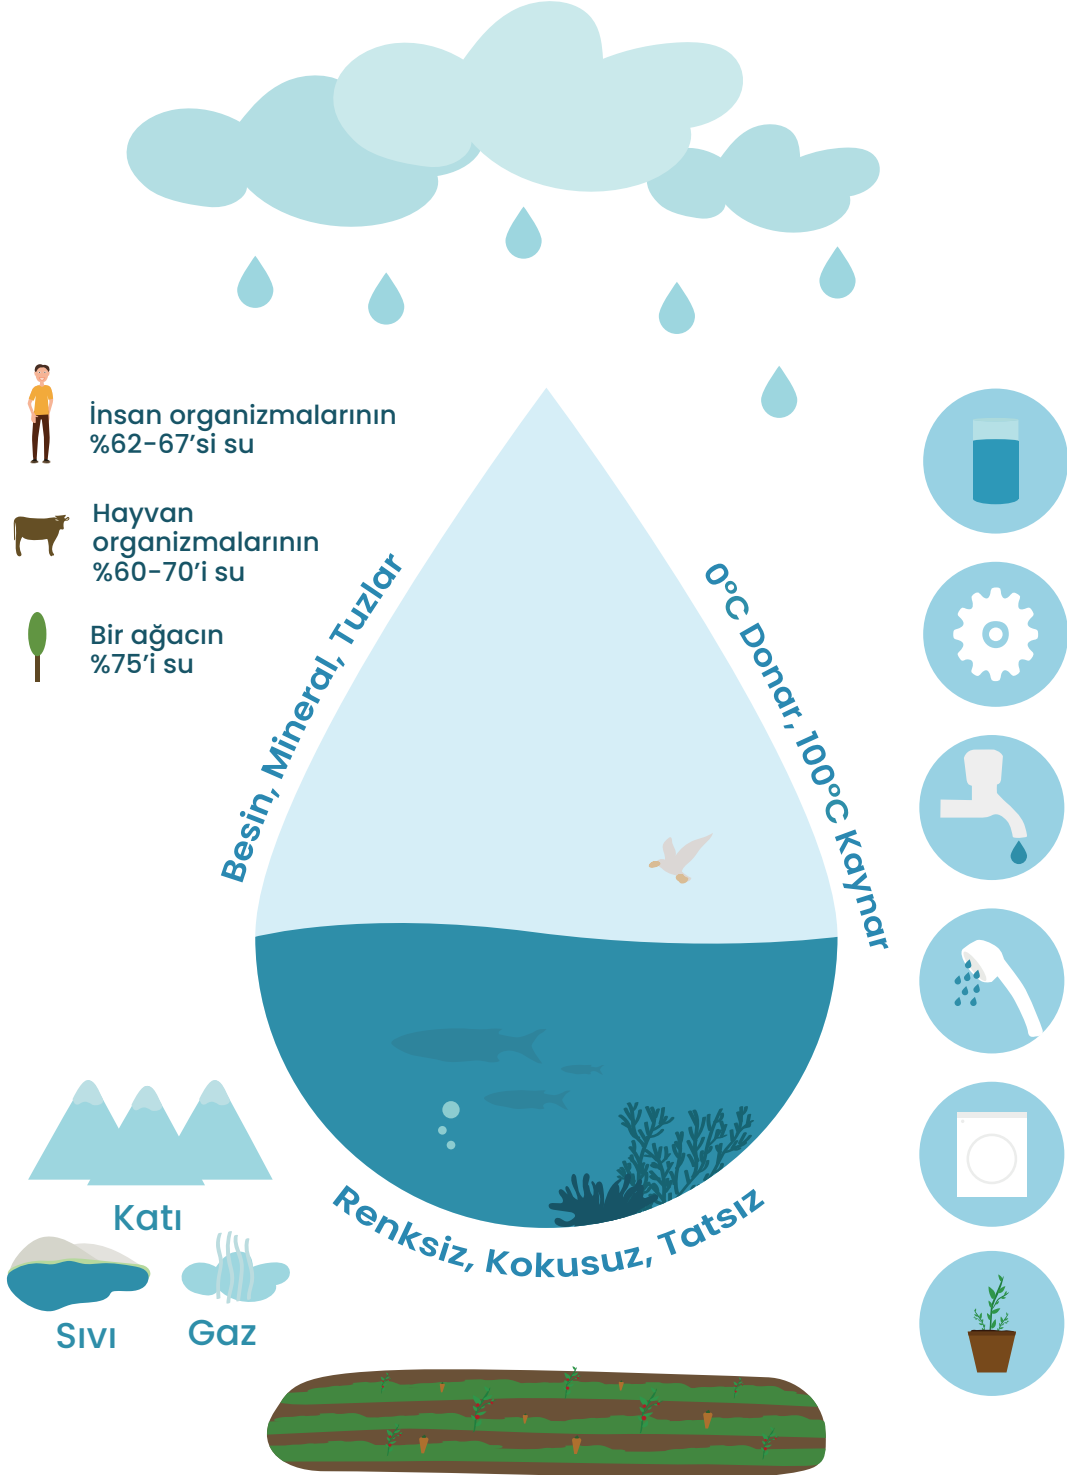 İnsan organizmalarının
%62-67’si su
Hayvan
organizmalarının
%60-70’i su
Bir ağacın
%75’i su
Besin, Mineral, Tuzlar
0°C Donar, 100°C Kaynar
Renksiz, Kokusuz, Tatsız
Katı
Sıvı
Gaz